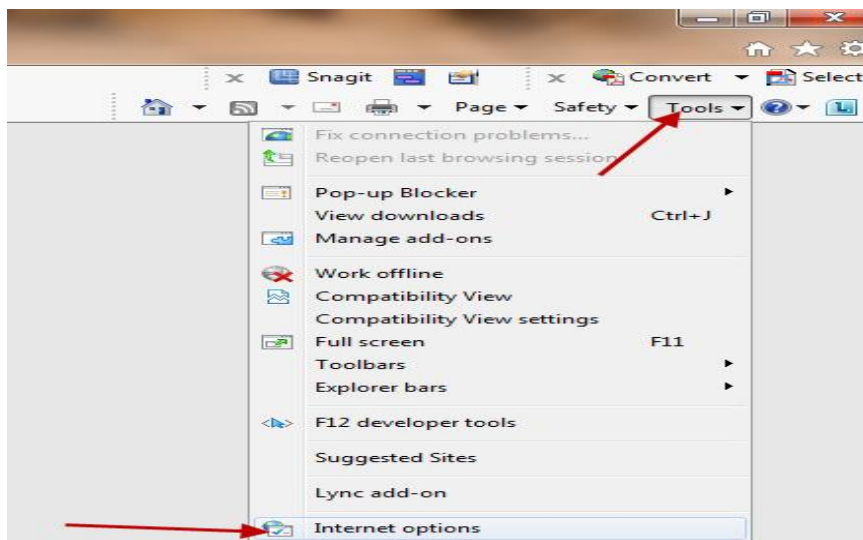 Snagit Convert Select
Page Safety Tools
Fix connection problems...
Reopen last browsing session
Pop-up Blocker
View downloads Ctrl+J
Manage add-ons
Work offline
Compatibility View
Compatibility View settings
Full screen F11
Toolbars
Explorer bars
F12 developer tools
Suggested Sites
Lync add-on
Internet options